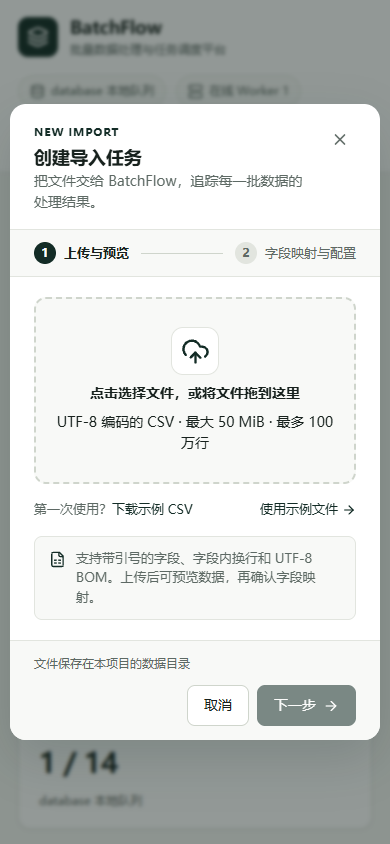 BatchFlow
批量数据处理与任务调度平台
database 本地队列
在线 Worker 1
NEW IMPORT
创建导入任务
把文件交给 BatchFlow，追踪每一批数据的
处理结果。
1 上传与预览
2 字段映射与配置
点击选择文件，或将文件拖到这里
UTF-8 编码的 CSV · 最大 50 MiB · 最多 100
万行
第一次使用？下载示例 CSV
使用示例文件 →
支持带引号的字段、字段内换行和 UTF-8
BOM。上传后可预览数据，再确认字段映
射。
文件保存在本项目的数据目录
取消
下一步 →
1 / 14
database 本地队列